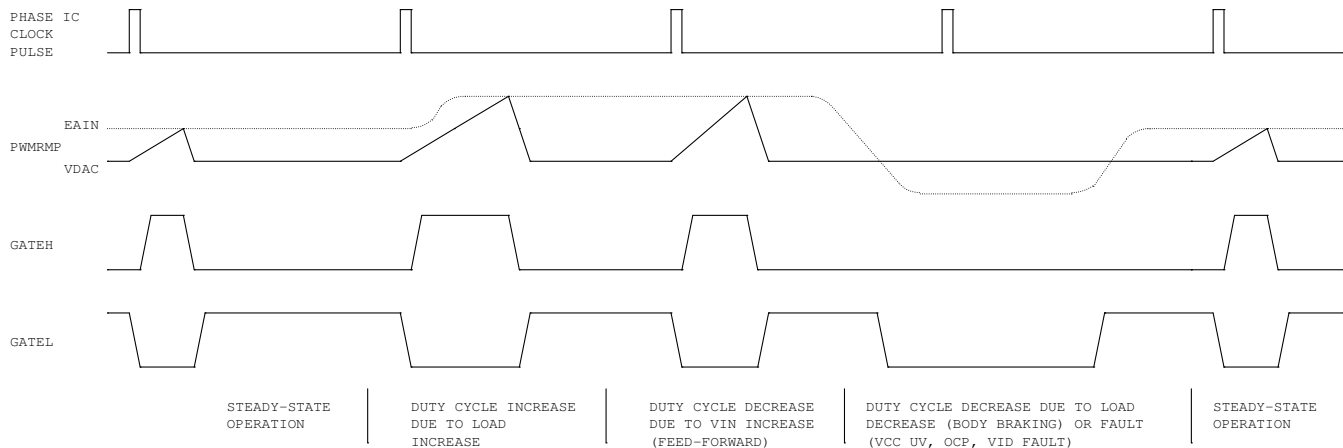 PHASE IC
CLOCK
PULSE
EAIN
PWMRMP
VDAC
GATEH
GATEL
STEADY-STATE
OPERATION
DUTY CYCLE INCREASE
DUE TO LOAD
INCREASE
DUTY CYCLE DECREASE
DUE TO VIN INCREASE
(FEED-FORWARD)
DUTY CYCLE DECREASE DUE TO LOAD
DECREASE (BODY BRAKING) OR FAULT
(VCC UV, OCP, VID FAULT)
STEADY-STATE
OPERATION